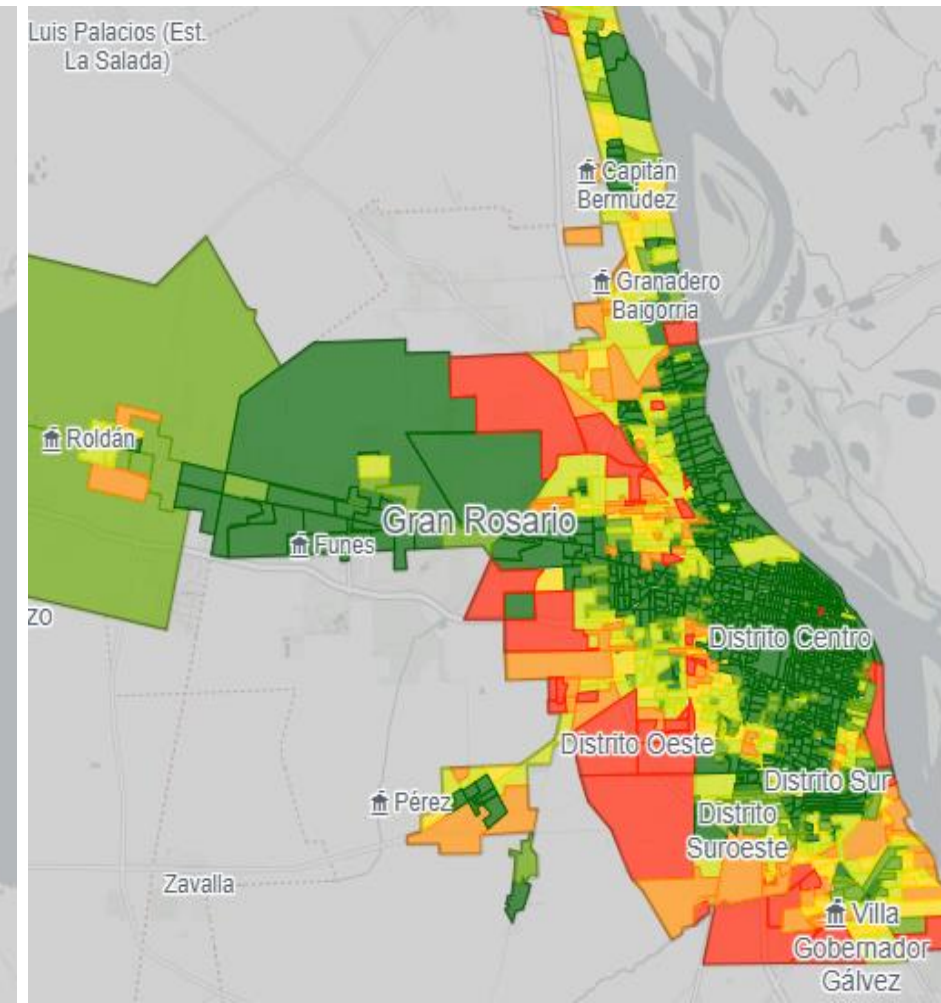 Luis Palacios (Est.
La Salada)
Capitán
Bermúdez
Granadero
Baigorria
Roldán
Gran Rosario
Funes
ZO
Distrito Centro
Distrito Oeste
Distrito Sur
Pérez
Distrito
Suroeste
Zavalla
Villa
Gobernador
Gálvez